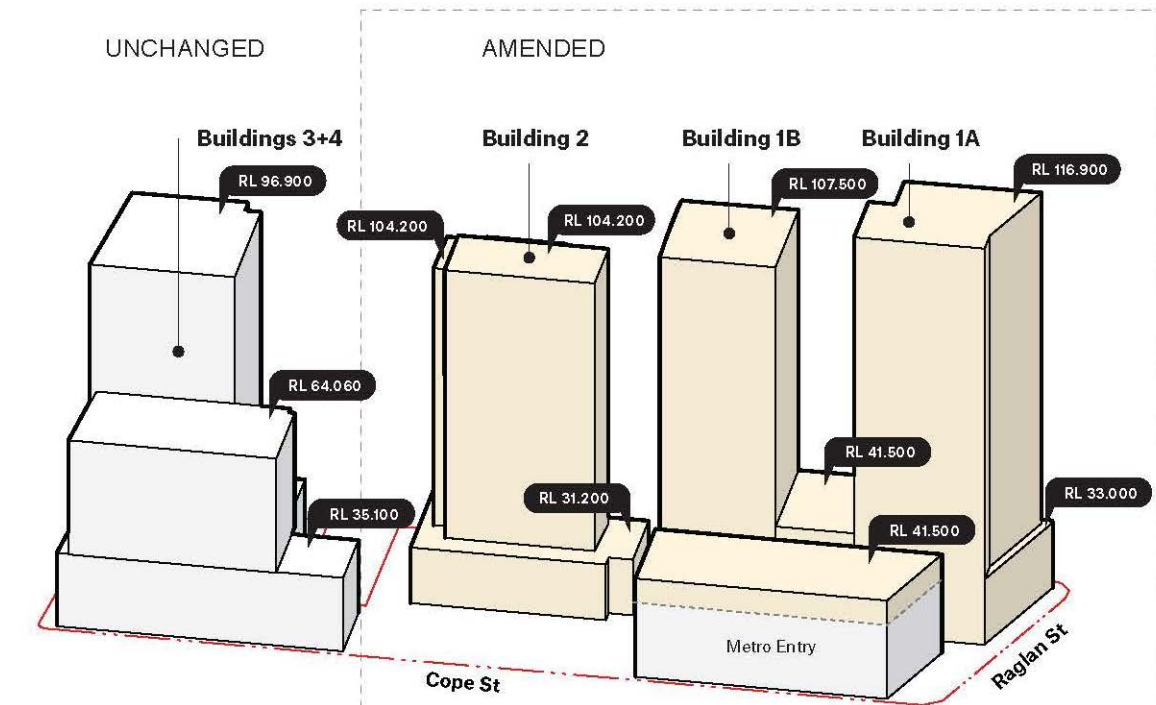 UNCHANGED
AMENDED
Buildings 3+4
Building 2
Building 1B
Building 1A
RL 96.900
RL 104.200
RL 104.200
RL 107.500
RL 116.900
RL 64.060
RL 41.500
RL 35.100
RL 31.200
RL 41.500
RL 33.000
Metro Entry
Cope St
Raglan St